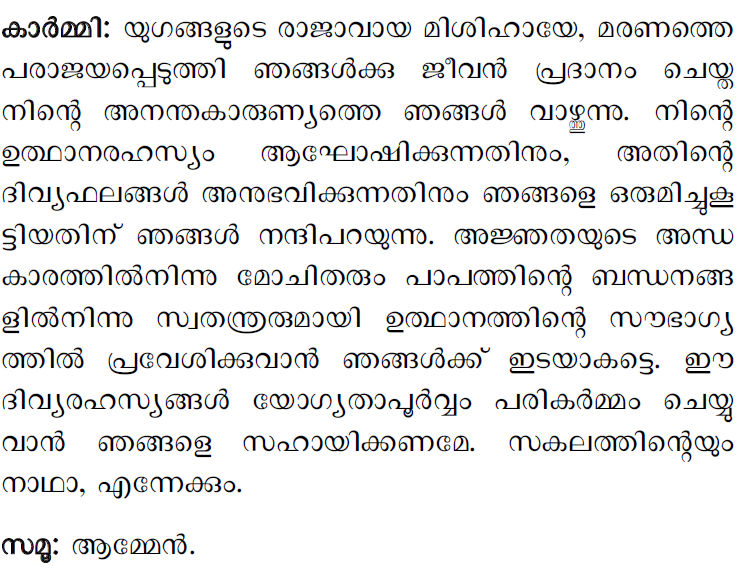 കാർമ്മി: യുഗങ്ങളുടെ രാജാവായ മിശിഹായേ, മരണത്തെ
പരാജയപ്പെടുത്തി ഞങ്ങൾക്കു ജീവൻ പ്രദാനം ചെയ്ത
നിന്റെ അനന്തകാരുണ്യത്തെ ഞങ്ങൾ വാഴ്ത്തുന്നു. നിന്റെ
ഉത്ഥാനരഹസ്യം ആഘോഷിക്കുന്നതിനും, അതിന്റെ
ദിവ്യഫലങ്ങൾ അനുഭവിക്കുന്നതിനും ഞങ്ങളെ ഒരുമിച്ചുകൂ
ട്ടിയതിന് ഞങ്ങൾ നന്ദിപറയുന്നു. അജ്ഞതയുടെ അന്ധ
കാരത്തിൽനിന്നു മോചിതരും പാപത്തിന്റെ ബന്ധനങ്ങ
ളിൽനിന്നു സ്വതന്ത്രരുമായി ഉത്ഥാനത്തിന്റെ സൗഭാഗ്യ
ത്തിൽ പ്രവേശിക്കുവാൻ ഞങ്ങൾക്ക് ഇടയാകട്ടെ. ഈ
ദിവ്യരഹസ്യങ്ങൾ യോഗ്യതാപൂർവ്വം പരികർമ്മം ചെയ്യു
വാൻ ഞങ്ങളെ സഹായിക്കണമേ. സകലത്തിന്റെയും
നാഥാ, എന്നേക്കും.
സമൂ: ആമ്മേൻ.